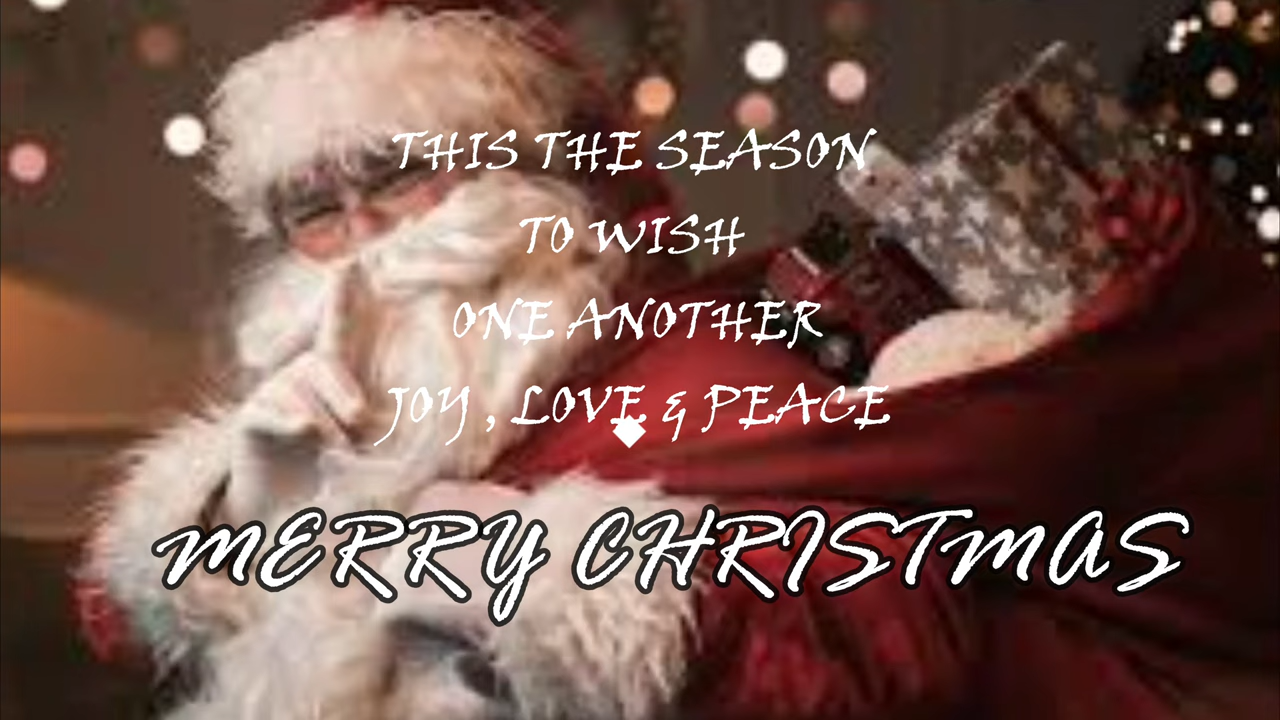 THIS THE SEASON
TO WISH
ONE ANOTHER
JOY , LOVE & PEACE
MERRY CHRISTMAS